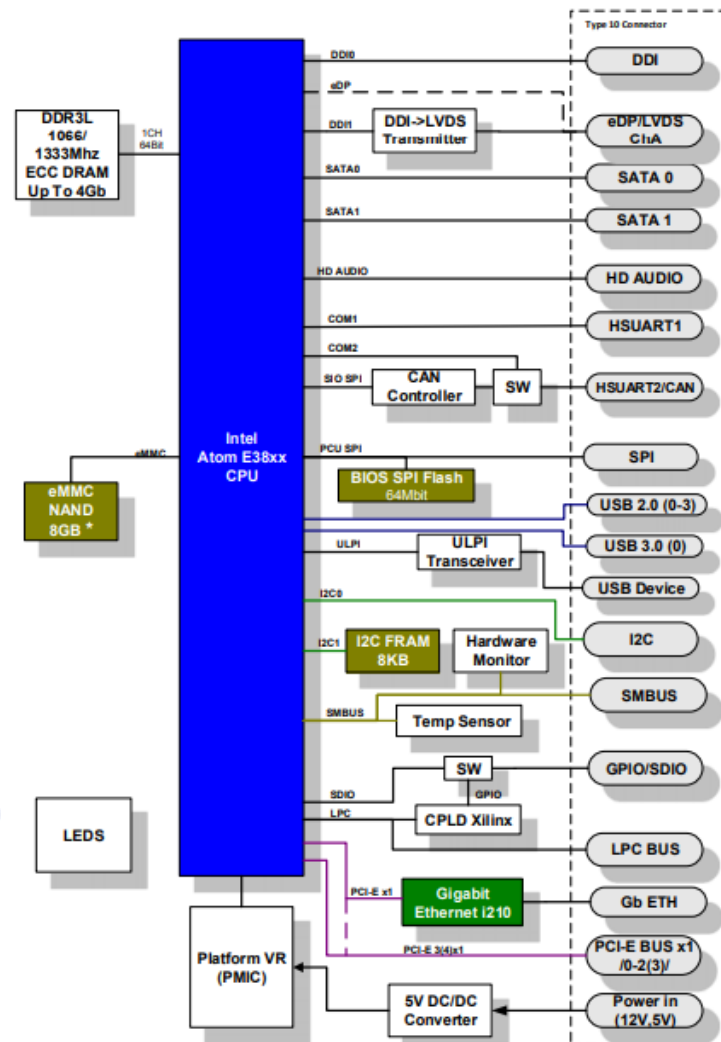 Type 10 Connector
DDI0
DDI
eDP
DDR3L
1066/
1333Mhz
ECC DRAM
Up To 4Gb
1CH
64Bit
DDI1
DDI->LVDS
Transmitter
eDP/LVDS
ChA
SATA0
SATA 0
SATA1
SATA 1
HD AUDIO
HD AUDIO
COM1
HSUART1
COM2
SIO SPI
CAN
Controller
SW
HSUART2/CAN
Intel
Atom E38xx
CPU
eMMC
eMMC
NAND
8GB *
PCU SPI
SPI
BIOS SPI Flash
64Mbit
USB 2.0 (0-3)
USB 3.0 (0)
ULPI
ULPI
Transceiver
USB Device
I2C0
I2C
I2C1
I2C FRAM
8KB
Hardware
Monitor
SMBUS
SMBUS
Temp Sensor
SW
GPIO/SDIO
SDIO
GPIO
LPC
CPLD Xilinx
LEDS
LPC BUS
PCI-E x1
Gigabit
Ethernet i210
Gb ETH
PCI-E 3(4)x1
PCI-E BUS x1
/0-2(3)/
Platform VR
(PMIC)
5V DC/DC
Converter
Power in
(12V,5V)